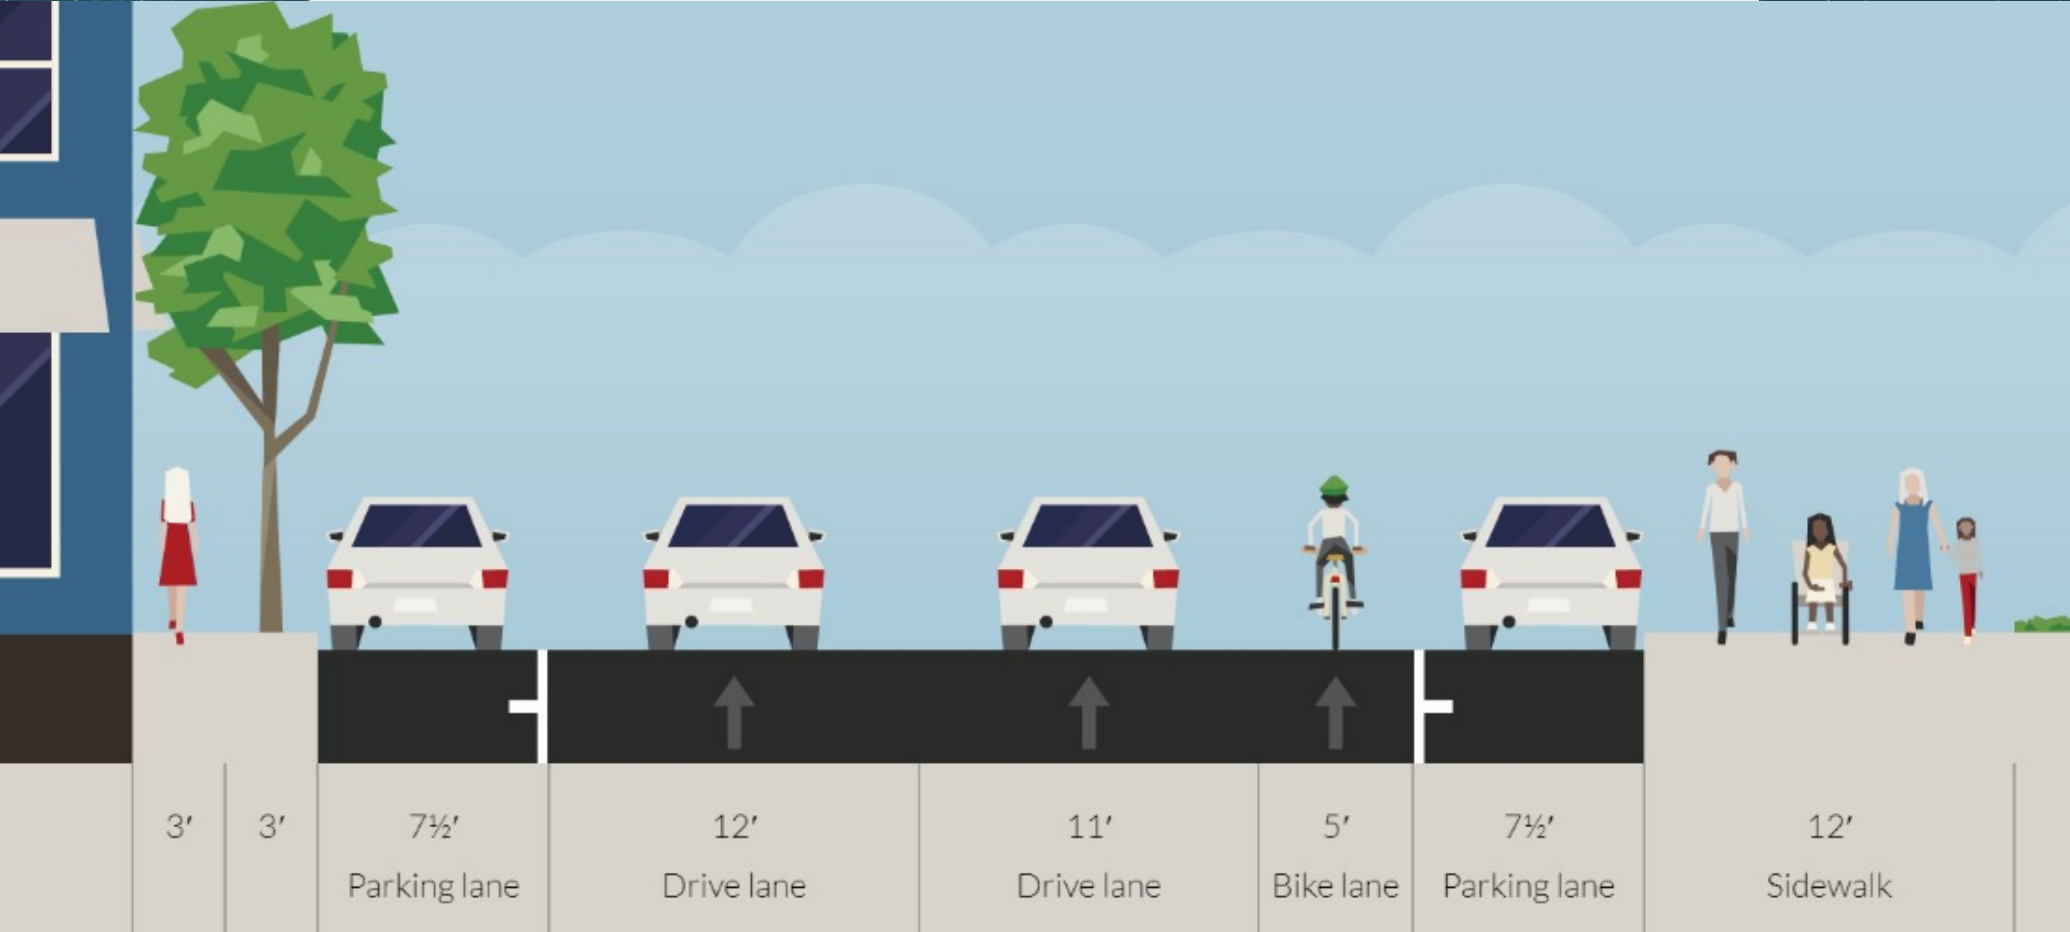 3′ 3′ 7½′ 12′ 11′ 5′ 7½′ 12′
Parking lane Drive lane Drive lane Bike lane Parking lane Sidewalk